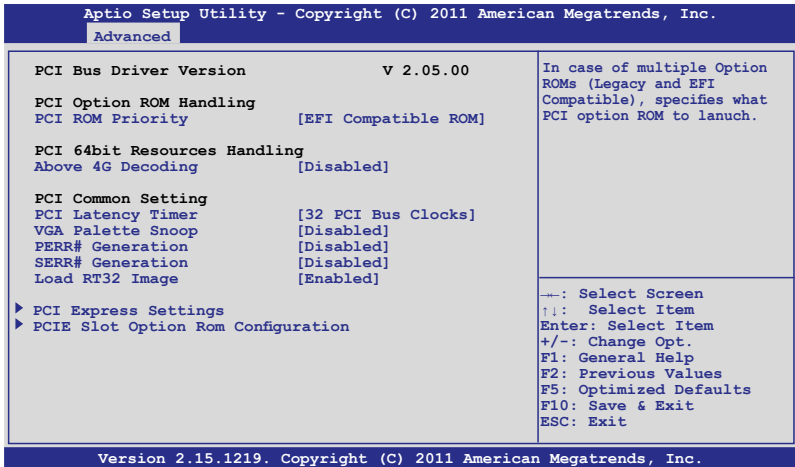 Aptio Setup Utility - Copyright (C) 2011 American Megatrends, Inc.
Advanced
PCI Bus Driver Version V 2.05.00
PCI Option ROM Handling
PCI ROM Priority [EFI Compatible ROM]
PCI 64bit Resources Handling
Above 4G Decoding [Disabled]
PCI Common Setting
PCI Latency Timer [32 PCI Bus Clocks]
VGA Palette Snoop [Disabled]
PERR# Generation [Disabled]
SERR# Generation [Disabled]
Load RT32 Image [Enabled]
PCI Express Settings
PCIE Slot Option Rom Configuration
In case of multiple Option
ROMs (Legacy and EFI
Compatible), specifies what
PCI option ROM to lanuch.
→←: Select Screen
↑↓: Select Item
Enter: Select Item
+/-: Change Opt.
F1: General Help
F2: Previous Values
F5: Optimized Defaults
F10: Save & Exit
ESC: Exit
Version 2.15.1219. Copyright (C) 2011 American Megatrends, Inc.